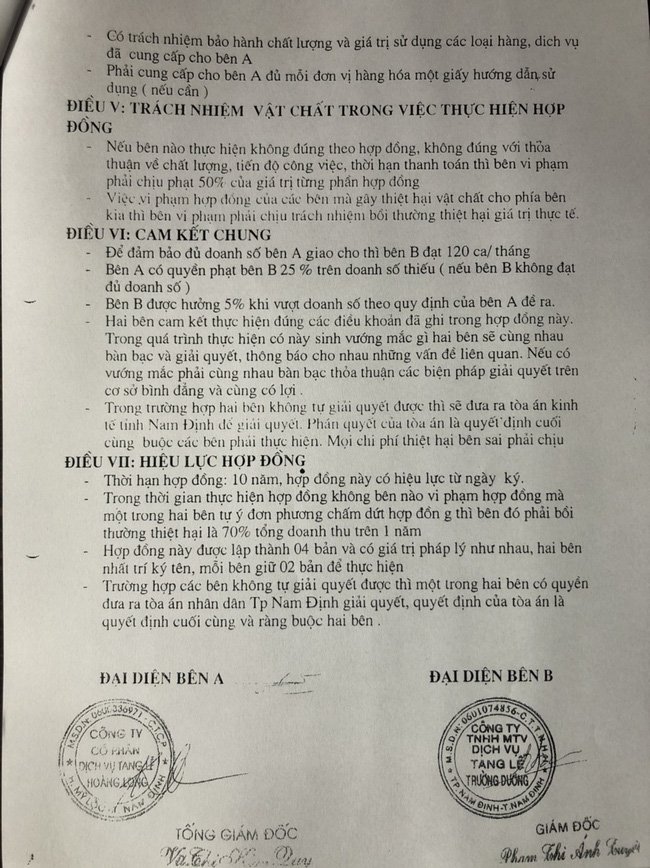 - Có trách nhiệm bảo hành chất lượng và giá trị sử dụng các loại hàng, dịch vụ
đã cung cấp cho bên A
- Phải cung cấp cho bên A đủ mỗi đơn vị hàng hóa một giấy hướng dẫn sử
dụng ( nếu cần )
ĐIỀU V: TRÁCH NHIỆM VẬT CHẤT TRONG VIỆC THỰC HIỆN HỢP
ĐỒNG
- Nếu bên nào thực hiện không đúng theo hợp đồng, không đúng với thỏa
thuận về chất lượng, tiến độ công việc, thời hạn thanh toán thì bên vi phạm
phải chịu phạt 50% của giá trị từng phần hợp đồng
- Việc vi phạm hợp đồng của các bên mà gây thiệt hại vật chất cho phía bên
kia thì bên vi phạm phải chịu trách nhiệm bồi thường thiệt hại giá trị thực tế.
ĐIỀU VI: CAM KẾT CHUNG
- Để đảm bảo đủ doanh số bên A giao cho thì bên B đạt 120 ca/ tháng
- Bên A có quyền phạt bên B 25 % trên doanh số thiếu ( nếu bên B không đạt
đủ doanh số )
- Bên B được hưởng 5% khi vượt doanh số theo quy định của bên A đề ra.
- Hai bên cam kết thực hiện đúng các điều khoản đã ghi trong hợp đồng này.
Trong quá trình thực hiện có nảy sinh vướng mắc gì hai bên sẽ cùng nhau
bàn bạc và giải quyết, thông báo cho nhau những vấn đề liên quan. Nếu có
vướng mắc phải cùng nhau bàn bạc thỏa thuận các biện pháp giải quyết trên
cơ sở bình đẳng và cùng có lợi .
- Trong trường hợp hai bên không tự giải quyết được thì sẽ đưa ra tòa án kinh
tế tỉnh Nam Định để giải quyết. Phán quyết của tòa án là quyết định cuối
cùng buộc các bên phải thực hiện. Mọi chi phí thiệt hại bên sai phải chịu
ĐIỀU VII: HIỆU LỰC HỢP ĐỒNG
- Thời hạn hợp đồng: 10 năm, hợp đồng này có hiệu lực từ ngày ký.
- Trong thời gian thực hiện hợp đồng không bên nào vi phạm hợp đồng mà
một trong hai bên tự ý đơn phương chấm dứt hợp đồn g thì bên đó phải bồi
thường thiệt hại là 70% tổng doanh thu trên 1 năm
- Hợp đồng này được lập thành 04 bản và có giá trị pháp lý như nhau, hai bên
nhất trí ký tên, mỗi bên giữ 02 bản để thực hiện
- Trường hợp các bên không tự giải quyết được thì một trong hai bên có quyền
đưa ra tòa án nhân dân Tp Nam Định giải quyết, quyết định của tòa án là
quyết định cuối cùng và ràng buộc hai bên .
ĐẠI DIỆN BÊN A
ĐẠI DIỆN BÊN B
M.S.D.N: 0601336971 - C.T.C.P
CÔNG TY
CỔ PHẦN
DỊCH VỤ TANG LỄ
HOÀNG LONG
H. MỸ LỘC - T. NAM ĐỊNH
M.S.D.N: 0601074856 - C.T.T.N.H.H
CÔNG TY
TNHH MTV
DỊCH VỤ
TANG LỄ
TRƯỜNG DƯƠNG
TP. NAM ĐỊNH - T. NAM ĐỊNH
TỔNG GIÁM ĐỐC
GIÁM ĐỐC
Phạm Thị Ánh